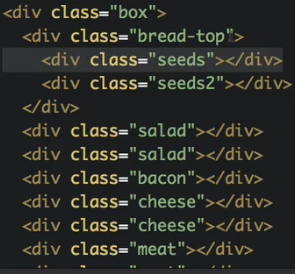 <div class="box">
<div class="bread-top">
<div class="seeds"></div>
<div class="seeds2"></div>
</div>
<div class="salad"></div>
<div class="salad"></div>
<div class="bacon"></div>
<div class="cheese"></div>
<div class="cheese"></div>
<div class="meat"></div>